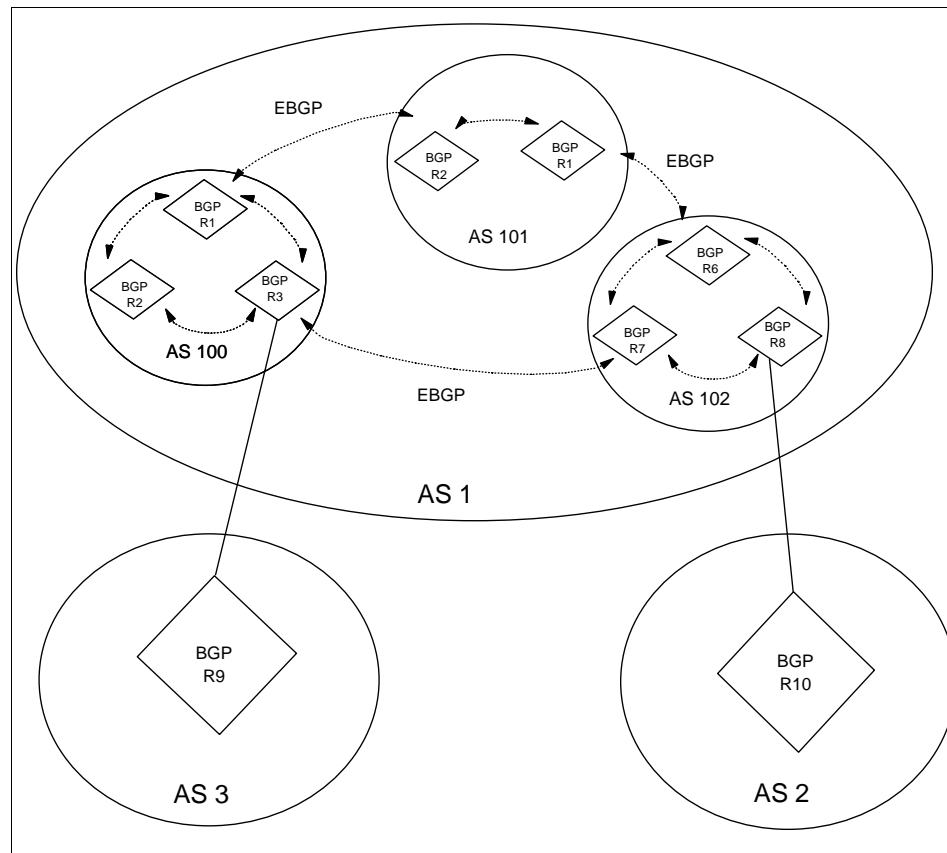 EBGP
BGP
R2
BGP
R1
EBGP
AS 101
BGP
R1
BGP
R2
BGP
R3
AS 100
BGP
R6
BGP
R7
BGP
R8
AS 102
EBGP
AS 1
BGP
R9
AS 3
BGP
R10
AS 2